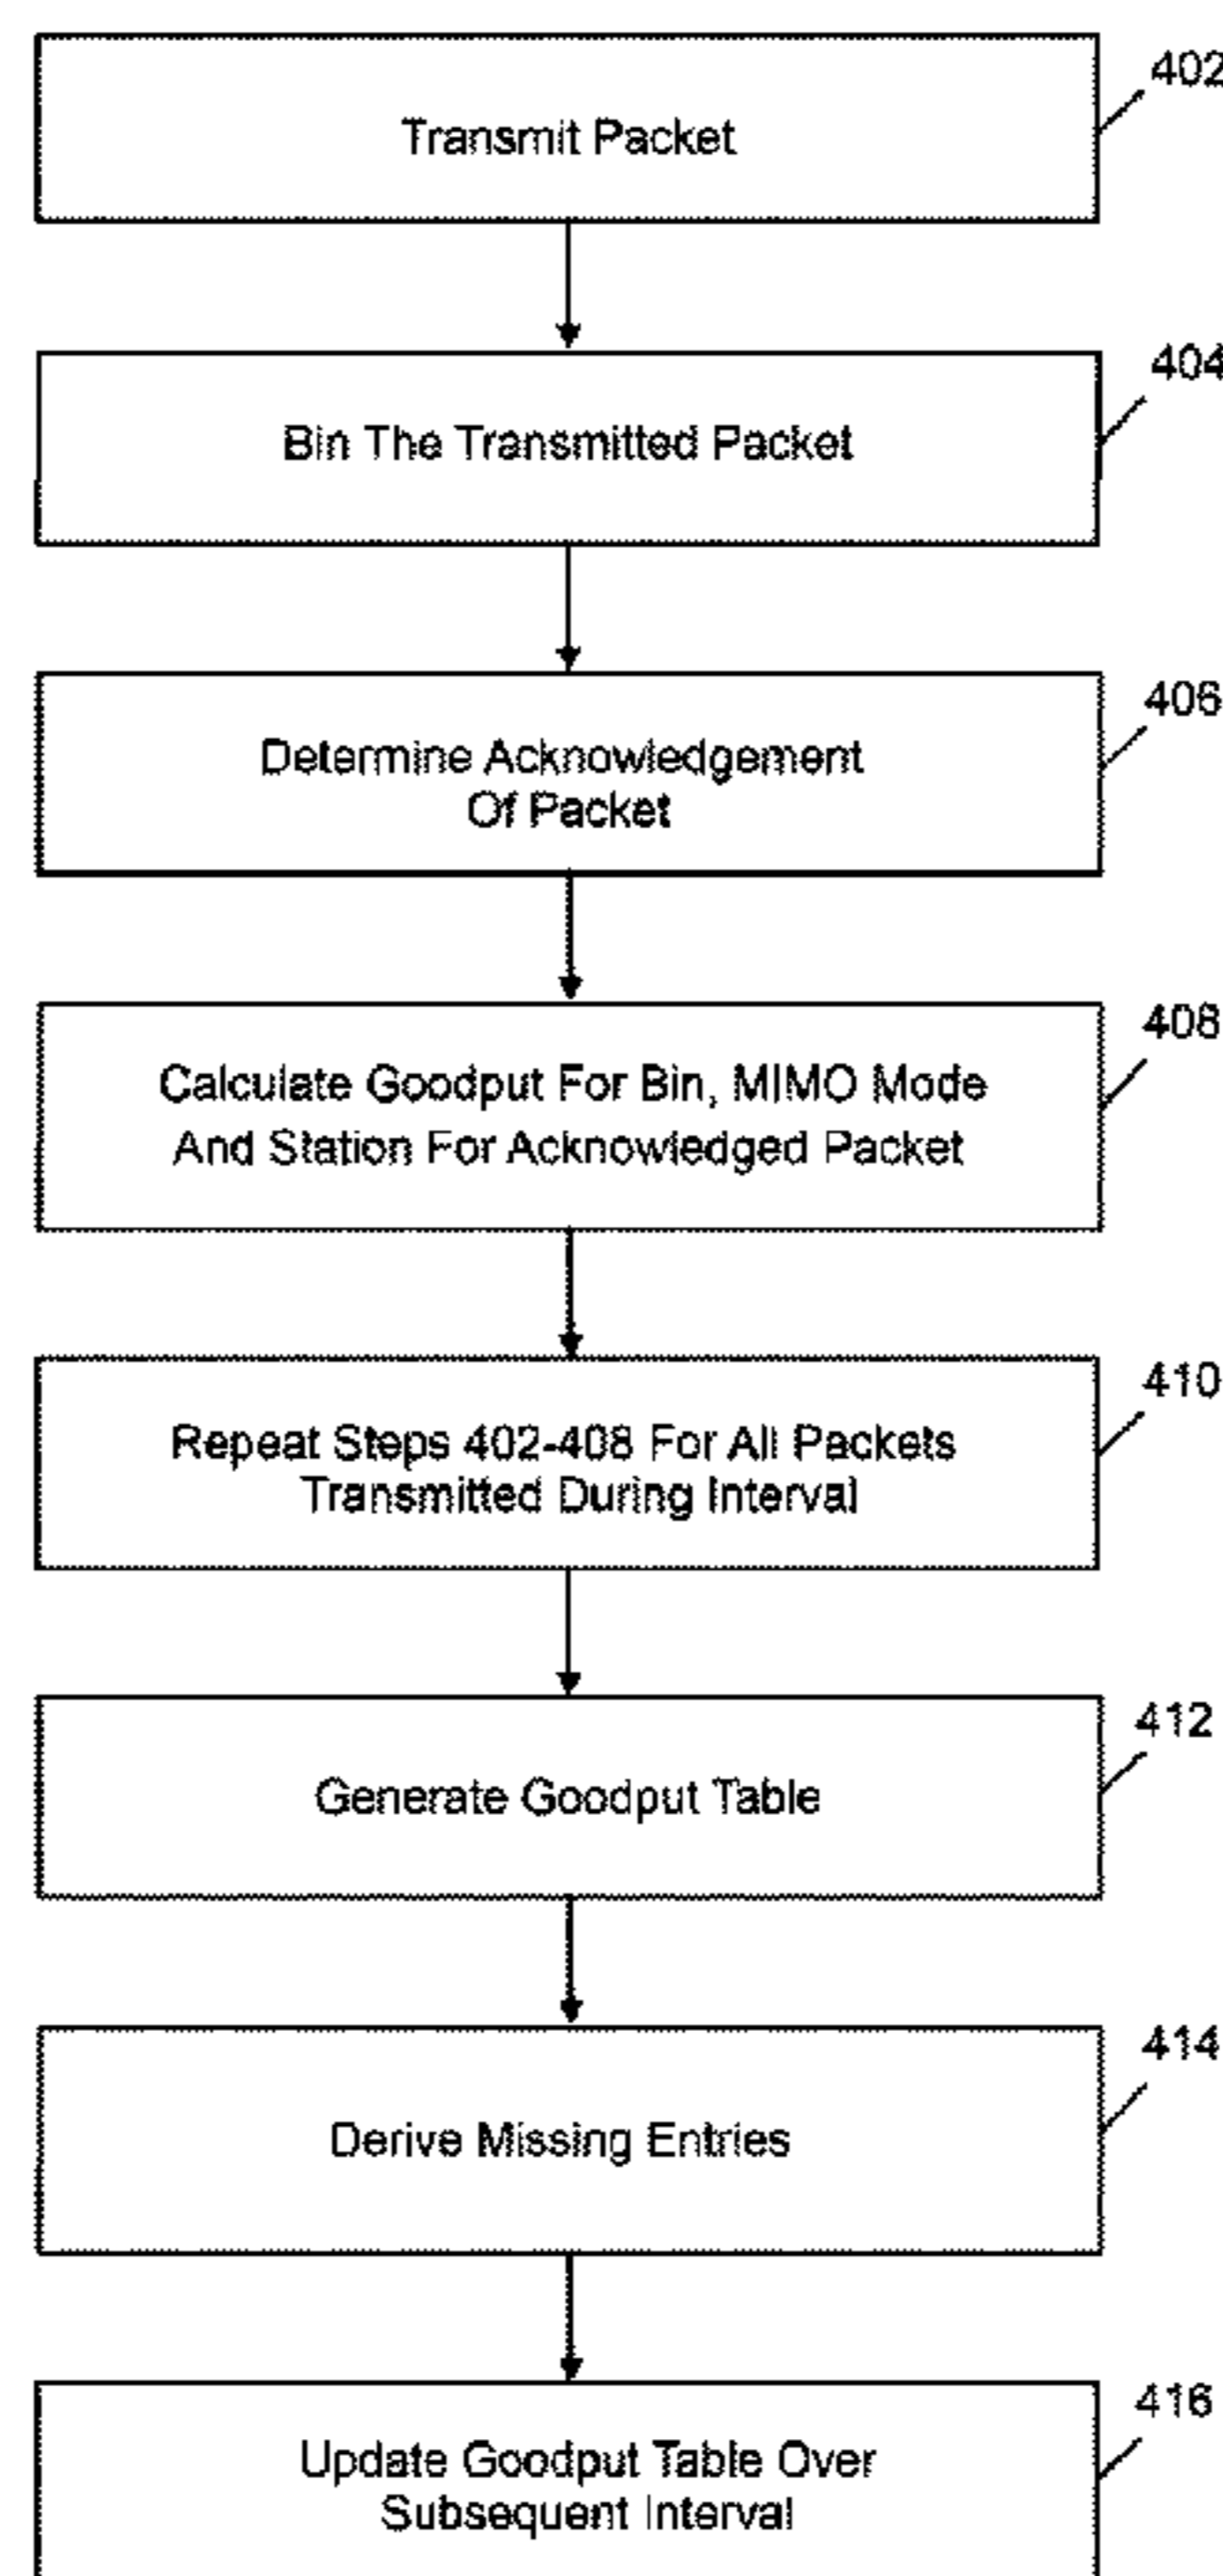 402
Transmit Packet
404
Bin The Transmitted Packet
406
Determine Acknowledgement
Of Packet
408
Calculate Goodput For Bin, MIMO Mode
And Station For Acknowledged Packet
410
Repeat Steps 402-408 For All Packets
Transmitted During Interval
412
Generate Goodput Table
414
Derive Missing Entries
416
Update Goodput Table Over
Subsequent Interval